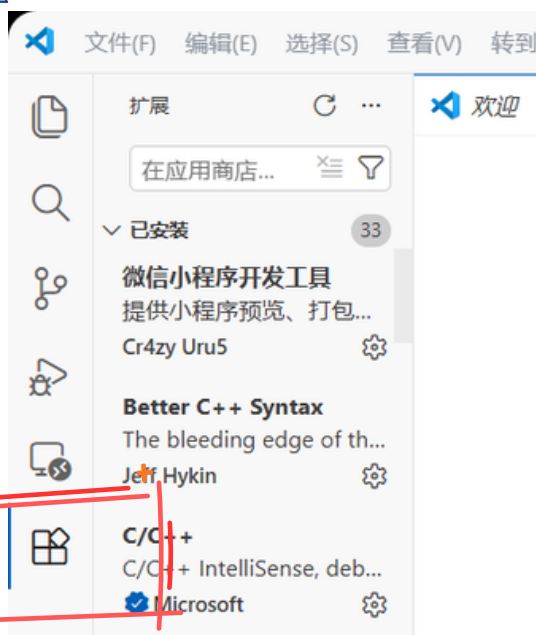 文件(F) 编辑(E) 选择(S) 查看(V) 转到
扩展
欢迎
在应用商店...
已安装 33
微信小程序开发工具
提供小程序预览、打包...
Cr4zy Uru5
Better C++ Syntax
The bleeding edge of th...
Jeff Hykin
C/C++
C/C++ IntelliSense, deb...
Microsoft